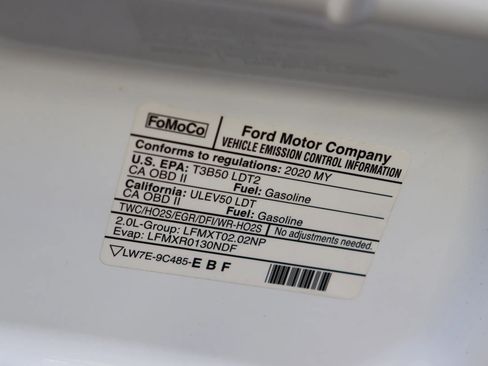 FoMoCo
Ford Motor Company
VEHICLE EMISSION CONTROL INFORMATION
Conforms to regulations: 2020 MY
U.S. EPA: T3B50 LDT2
CA OBD II Fuel: Gasoline
California: ULEV50 LDT
CA OBD II Fuel: Gasoline
TWC/HO2S/EGR/DFI/WR-HO2S No adjustments needed.
2.0L-Group: LFMXT02.02NP
Evap: LFMXR0130NDF
LW7E-9C485-EBF